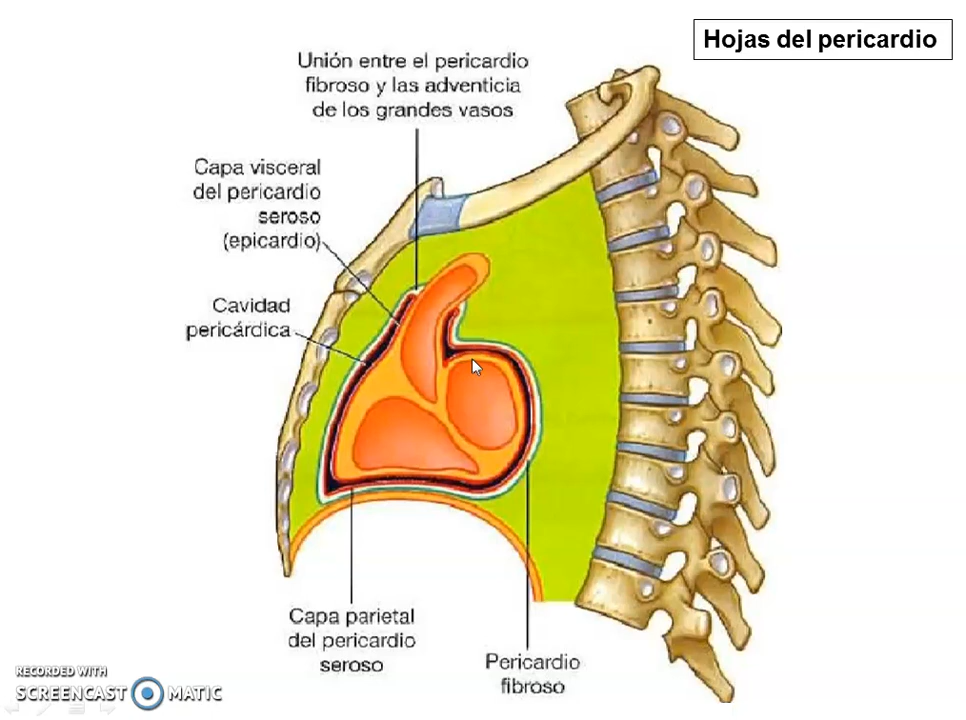 Hojas del pericardio
Unión entre el pericardio
fibroso y las adventicia
de los grandes vasos
Capa visceral
del pericardio
seroso
(epicardio)
Cavidad
pericárdica
Capa parietal
del pericardio
seroso
Pericardio
fibroso
RECORDED WITH
SCREENCAST MATIC